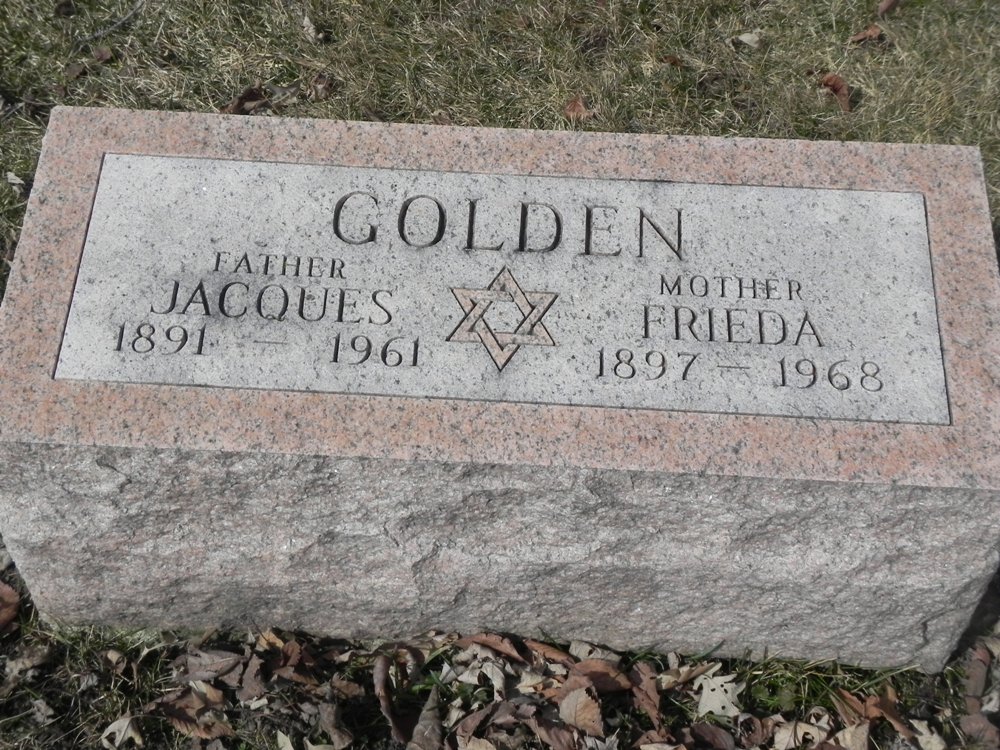 GOLDEN
FATHER
JACQUES
1891 — 1961
MOTHER
FRIEDA
1897 — 1968